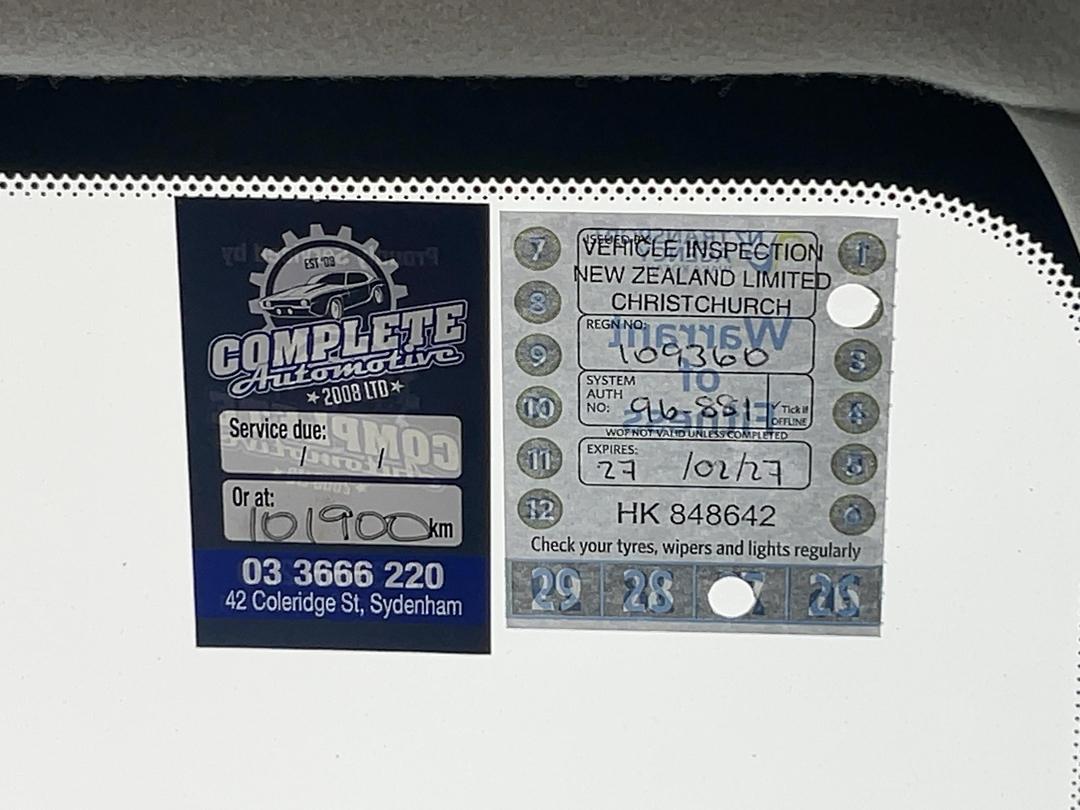 EST '08
COMPLETE
Automotive
2008 LTD
Service due:
/ /
Or at:
101900km
03 3666 220
42 Coleridge St, Sydenham
ISSUED BY:
VEHICLE INSPECTION
NEW ZEALAND LIMITED
CHRISTCHURCH
REGN NO:
109360
SYSTEM
AUTH
NO: 96 881
Tick if
OFFLINE
WOF NOT VALID UNLESS COMPLETED
EXPIRES:
27 /02/27
HK 848642
Check your tyres, wipers and lights regularly
7
8
9
10
11
12
1
3
4
5
6
29 28
Warrant
of
Fitness